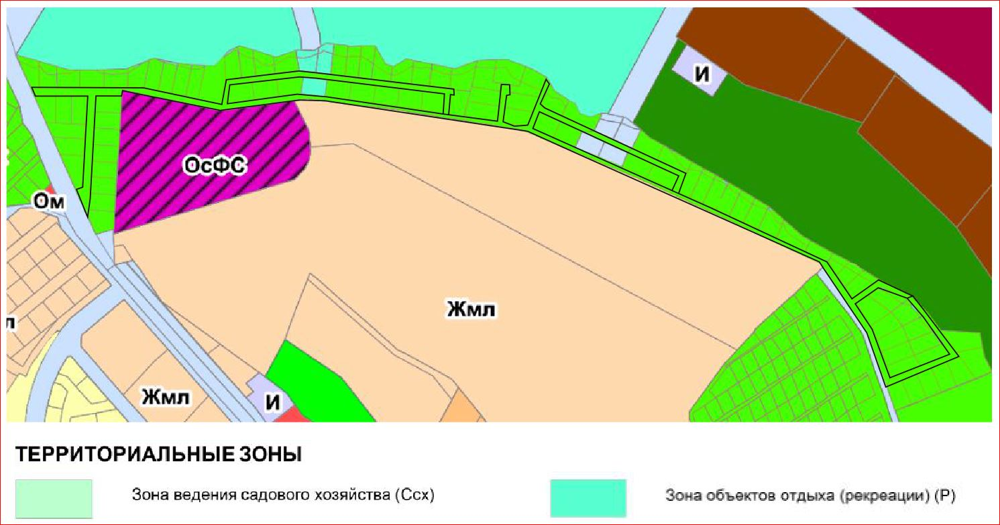 И
ОсФС
Ом
Жмл
л
Жмл
И
ТЕРРИТОРИАЛЬНЫЕ ЗОНЫ
Зона ведения садового хозяйства (Ссх)
Зона объектов отдыха (рекреации) (Р)